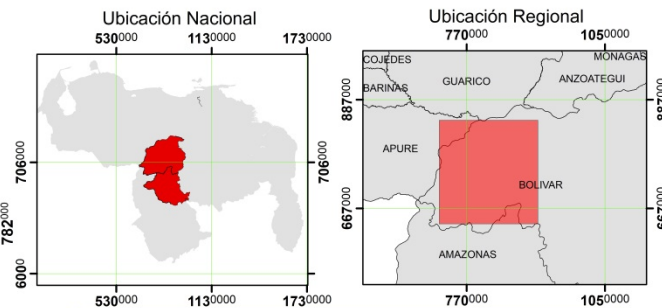 Ubicación Nacional
530000 1130000 1730000
706000
706000
782000
6000
530000 1130000 1730000
Ubicación Regional
770000 1050000
COJEDES
MONAGAS
BARINAS
GUARICO
ANZOATEGUI
887000
APURE
BOLIVAR
667000
AMAZONAS
770000 1050000